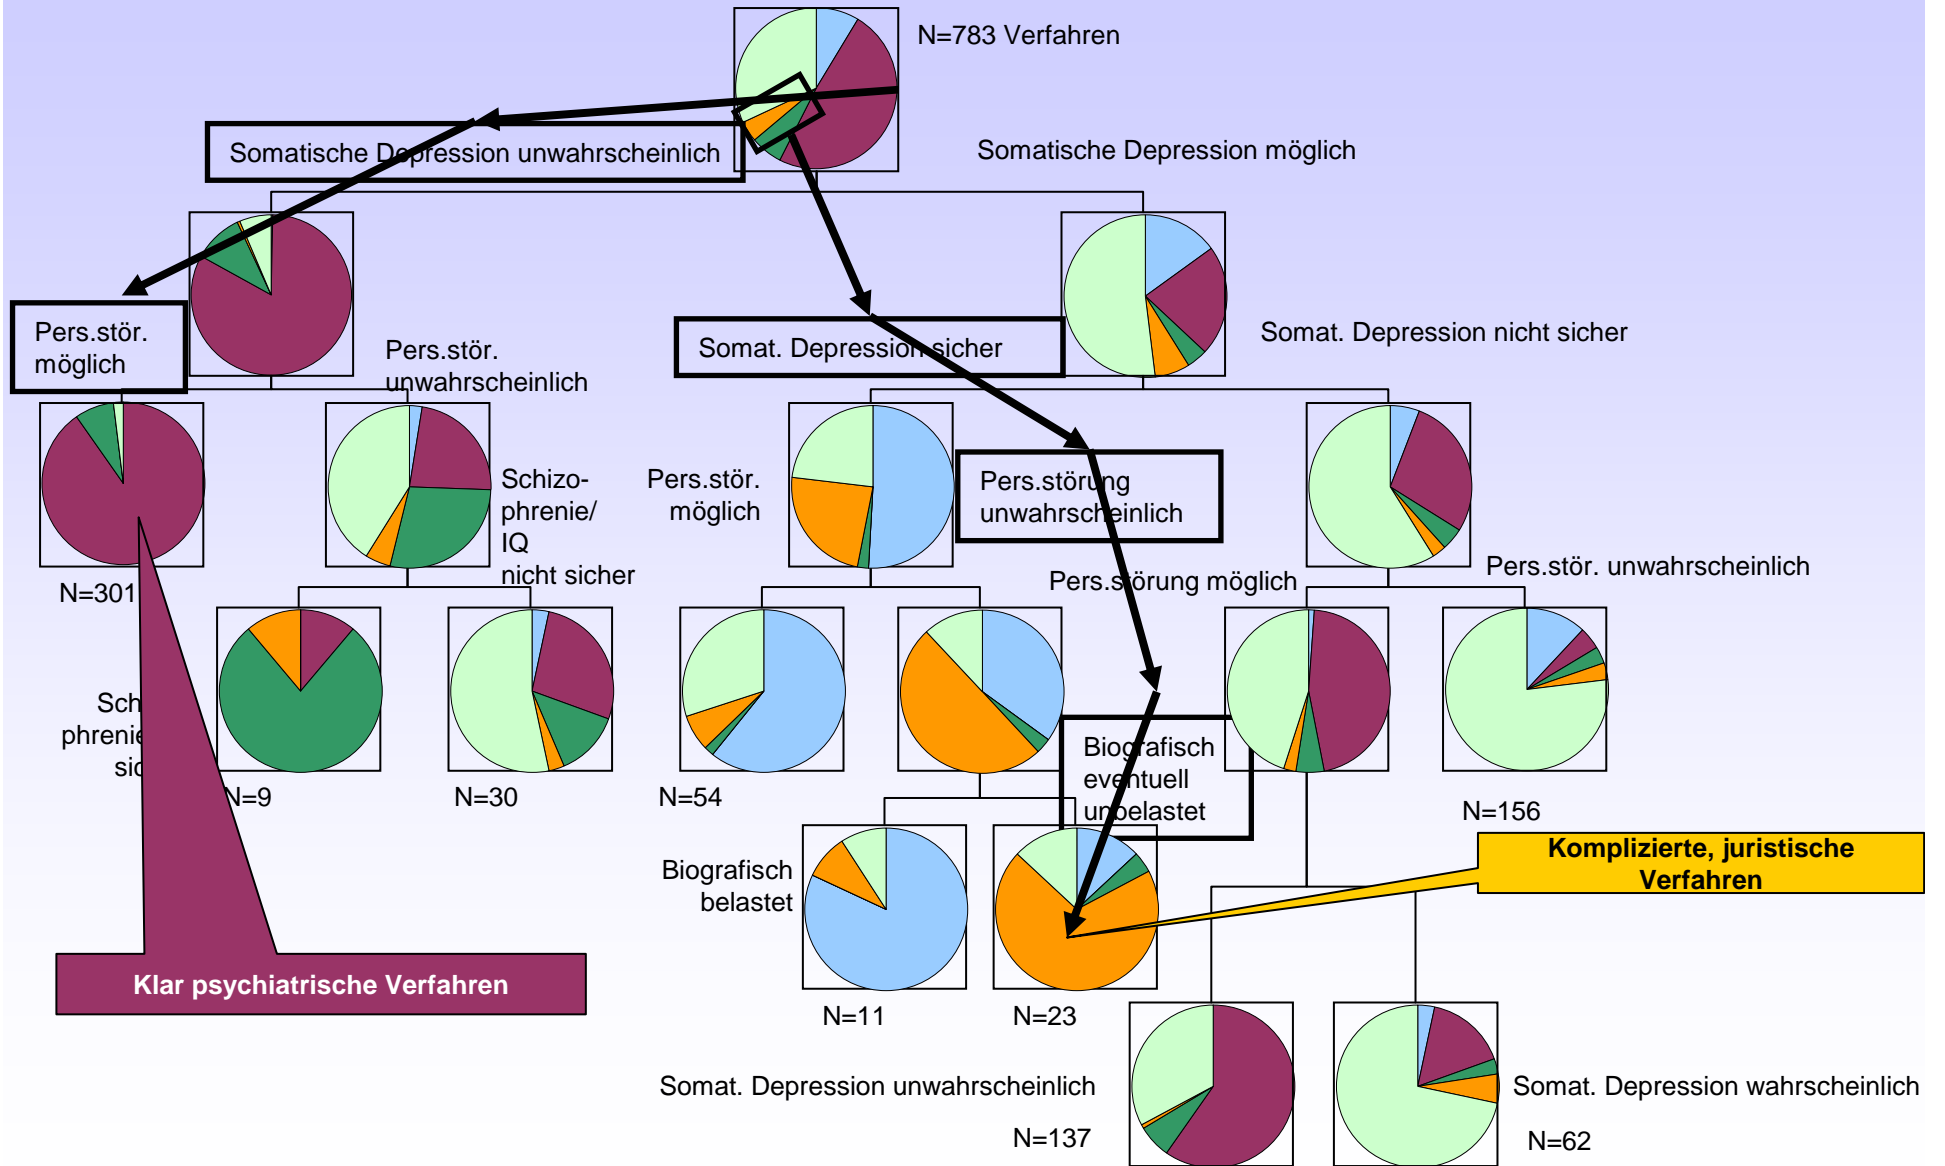 N=783 Verfahren
Somatische Depression unwahrscheinlich
Somatische Depression möglich
Pers.stör.
möglich
Pers.stör.
unwahrscheinlich
Somat. Depression sicher
Somat. Depression nicht sicher
Schizo-
phrenie/
IQ
nicht sicher
Pers.stör.
möglich
Pers.störung
unwahrscheinlich
N=301
Pers.störung möglich
Pers.stör. unwahrscheinlich
Sch
phrenie
sic
N=9
N=30
N=54
Biografisch
eventuell
unbelastet
N=156
Biografisch
belastet
Komplizierte, juristische
Verfahren
Klar psychiatrische Verfahren
N=11
N=23
Somat. Depression unwahrscheinlich
N=137
Somat. Depression wahrscheinlich
N=62